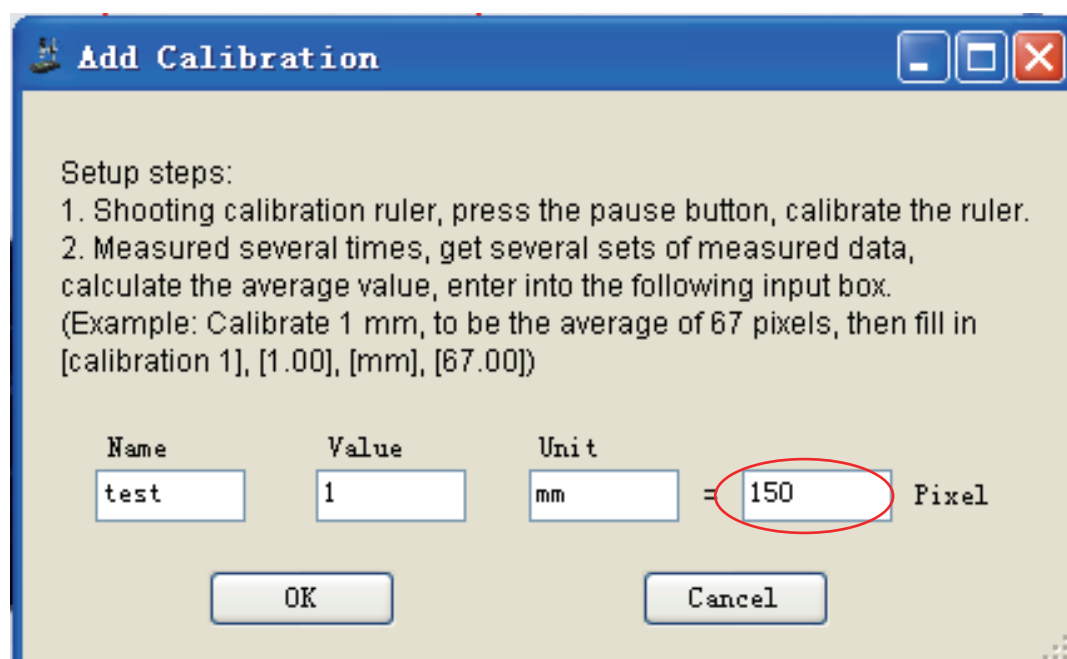 Add Calibration
Setup steps:
1. Shooting calibration ruler, press the pause button, calibrate the ruler.
2. Measured several times, get several sets of measured data,
calculate the average value, enter into the following input box.
(Example: Calibrate 1 mm, to be the average of 67 pixels, then fill in
[calibration 1], [1.00], [mm], [67.00])
Name Value Unit
test 1 mm = 150 Pixel
OK Cancel